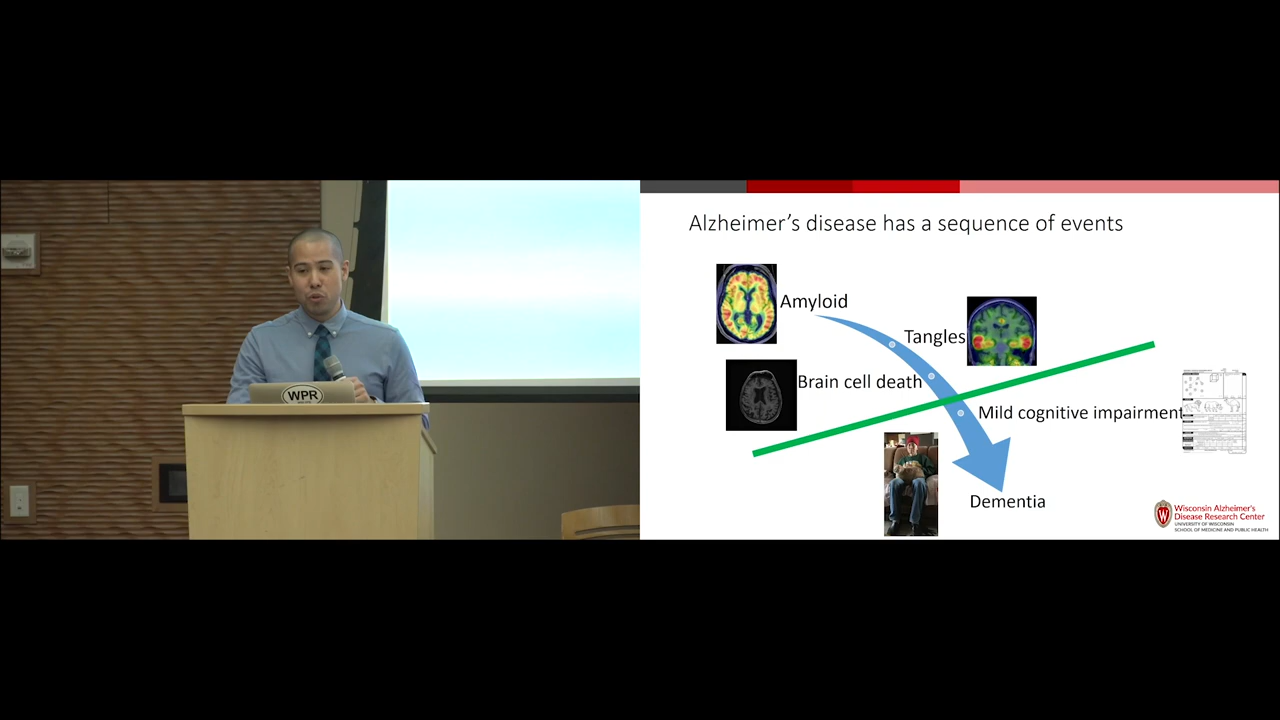 WPR
Alzheimer's disease has a sequence of events
Amyloid
Tangles
Brain cell death
Mild cognitive impairment
Dementia
W
Wisconsin Alzheimer's
Disease Research Center
UNIVERSITY OF WISCONSIN
SCHOOL OF MEDICINE AND PUBLIC HEALTH